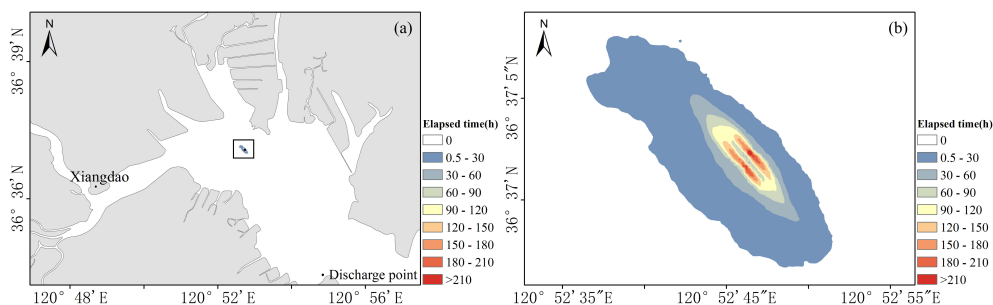 N
(a)
36° 39′ N
36° 36′ N
Xiangdao
Discharge point
120° 48′ E
120° 52′ E
120° 56′ E
Elapsed time(h)
0
0.5 - 30
30 - 60
60 - 90
90 - 120
120 - 150
150 - 180
180 - 210
>210
N
(b)
36° 37′ 5″N
36° 37′ N
120° 52′ 35″E
120° 52′ 45″E
120° 52′ 55″E
Elapsed time(h)
0
0.5 - 30
30 - 60
60 - 90
90 - 120
120 - 150
150 - 180
180 - 210
>210